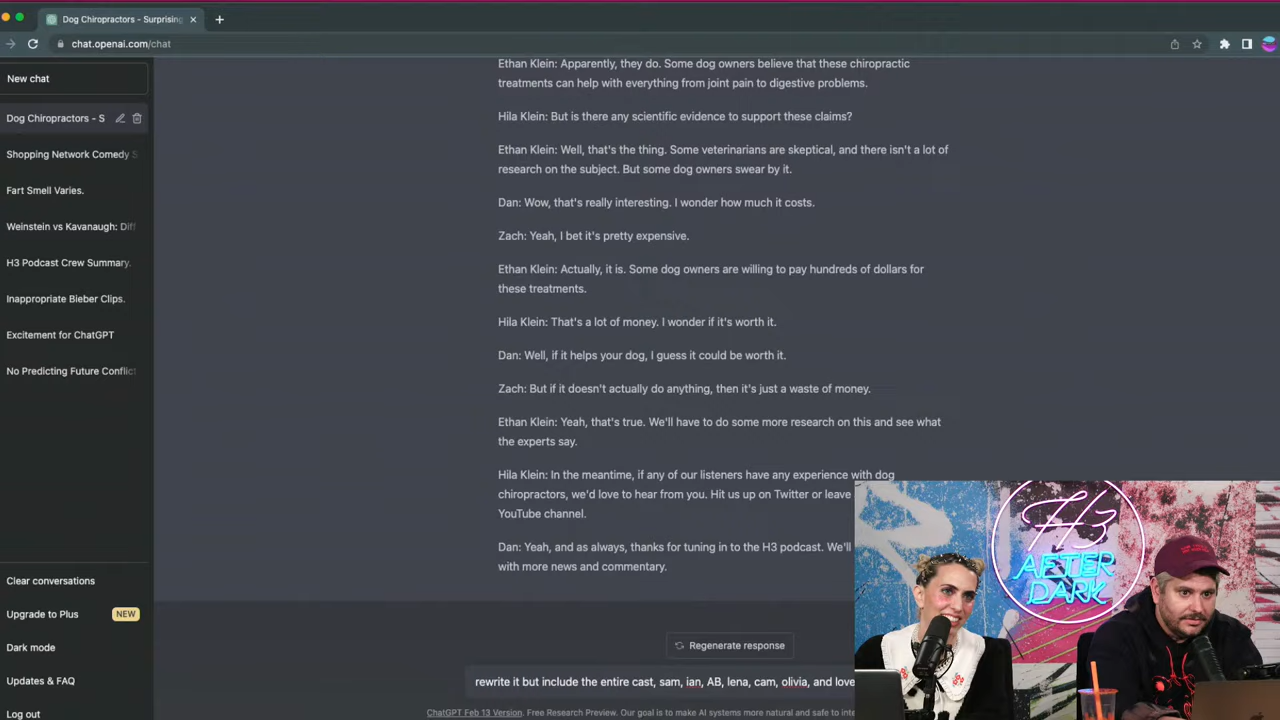 Dog Chiropractors - Surprising
chat.openai.com/chat
New chat
Dog Chiropractors - S
Shopping Network Comedy S
Fart Smell Varies.
Weinstein vs Kavanaugh: Diff
H3 Podcast Crew Summary.
Inappropriate Bieber Clips.
Excitement for ChatGPT
No Predicting Future Conflict
Clear conversations
Upgrade to Plus NEW
Dark mode
Updates & FAQ
Log out
Ethan Klein: Apparently, they do. Some dog owners believe that these chiropractic
treatments can help with everything from joint pain to digestive problems.
Hila Klein: But is there any scientific evidence to support these claims?
Ethan Klein: Well, that's the thing. Some veterinarians are skeptical, and there isn't a lot of
research on the subject. But some dog owners swear by it.
Dan: Wow, that's really interesting. I wonder how much it costs.
Zach: Yeah, I bet it's pretty expensive.
Ethan Klein: Actually, it is. Some dog owners are willing to pay hundreds of dollars for
these treatments.
Hila Klein: That's a lot of money. I wonder if it's worth it.
Dan: Well, if it helps your dog, I guess it could be worth it.
Zach: But if it doesn't actually do anything, then it's just a waste of money.
Ethan Klein: Yeah, that's true. We'll have to do some more research on this and see what
the experts say.
Hila Klein: In the meantime, if any of our listeners have any experience with dog
chiropractors, we'd love to hear from you. Hit us up on Twitter or leave
YouTube channel.
Dan: Yeah, and as always, thanks for tuning in to the H3 podcast. We'll
with more news and commentary.
Regenerate response
rewrite it but include the entire cast, sam, ian, AB, lena, cam, olivia, and love
ChatGPT Feb 13 Version. Free Research Preview. Our goal is to make AI systems more natural and safe to inte
H3
AFTER
DARK